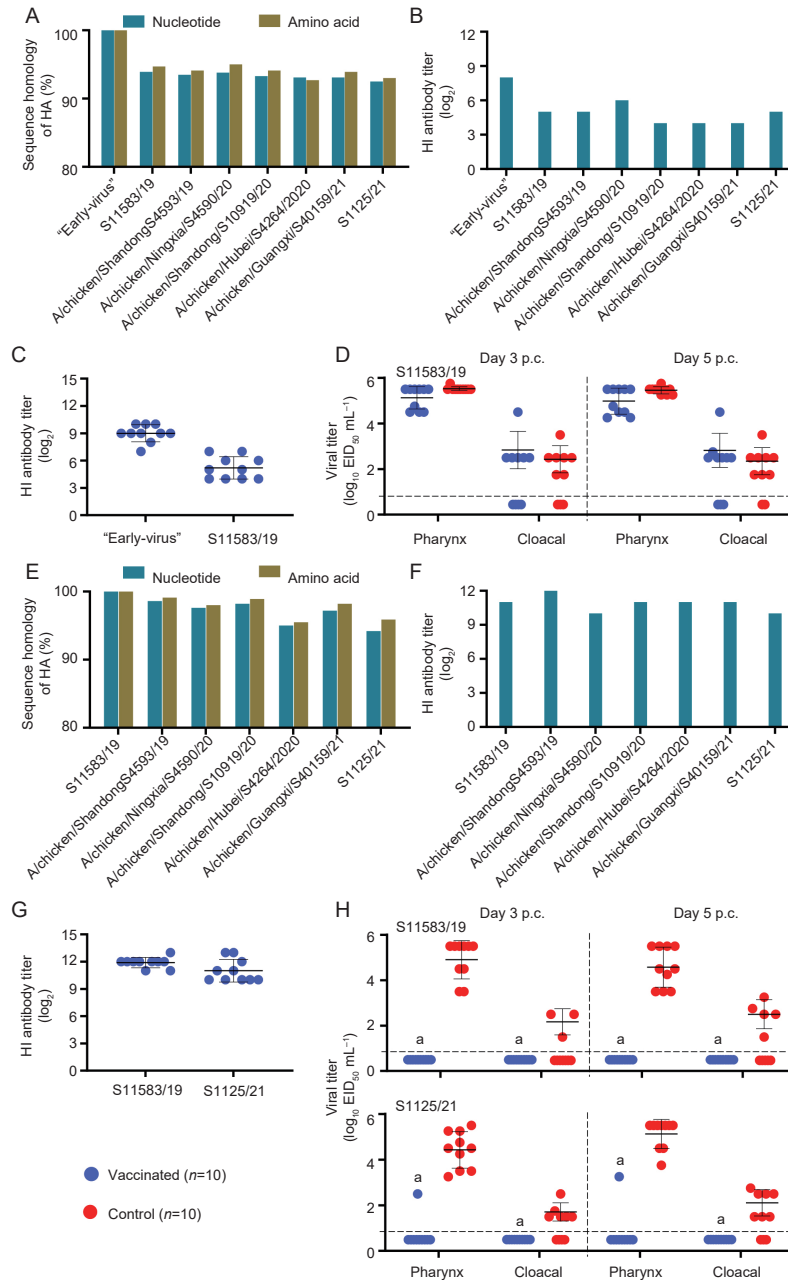 A
Nucleotide
Amino acid
Sequence homology
of HA (%)
100
90
80
"Early-virus"
S11583/19
A/chicken/ShandongS4593/19
A/chicken/Ningxia/S4590/20
A/chicken/Shandong/S10919/20
A/chicken/Hubei/S4264/2020
A/chicken/Guangxi/S40159/21
S1125/21
B
HI antibody titer
(log2)
12
9
6
3
0
"Early-virus"
S11583/19
A/chicken/ShandongS4593/19
A/chicken/Ningxia/S4590/20
A/chicken/Shandong/S10919/20
A/chicken/Hubei/S4264/2020
A/chicken/Guangxi/S40159/21
S1125/21
C
HI antibody titer
(log2)
15
12
9
6
3
0
"Early-virus"
S11583/19
D
Day 3 p.c.
Day 5 p.c.
S11583/19
Viral titer
(log10 EID50 mL−1)
6
4
2
0
Pharynx
Cloacal
Pharynx
Cloacal
E
Nucleotide
Amino acid
Sequence homology
of HA (%)
100
95
80
S11583/19
A/chicken/ShandongS4593/19
A/chicken/Ningxia/S4590/20
A/chicken/Shandong/S10919/20
A/chicken/Hubei/S4264/2020
A/chicken/Guangxi/S40159/21
S1125/21
F
HI antibody titer
(log2)
12
9
6
3
0
S11583/19
A/chicken/ShandongS4593/19
A/chicken/Ningxia/S4590/20
A/chicken/Shandong/S10919/20
A/chicken/Hubei/S4264/2020
A/chicken/Guangxi/S40159/21
S1125/21
G
HI antibody titer
(log2)
15
12
9
6
3
0
S11583/19
S1125/21
Vaccinated (n=10)
Control (n=10)
H
Day 3 p.c.
Day 5 p.c.
S11583/19
6
4
2
0
a
a
a
a
Viral titer
(log10 EID50 mL−1)
S1125/21
6
4
2
0
a
a
a
a
Pharynx
Cloacal
Pharynx
Cloacal